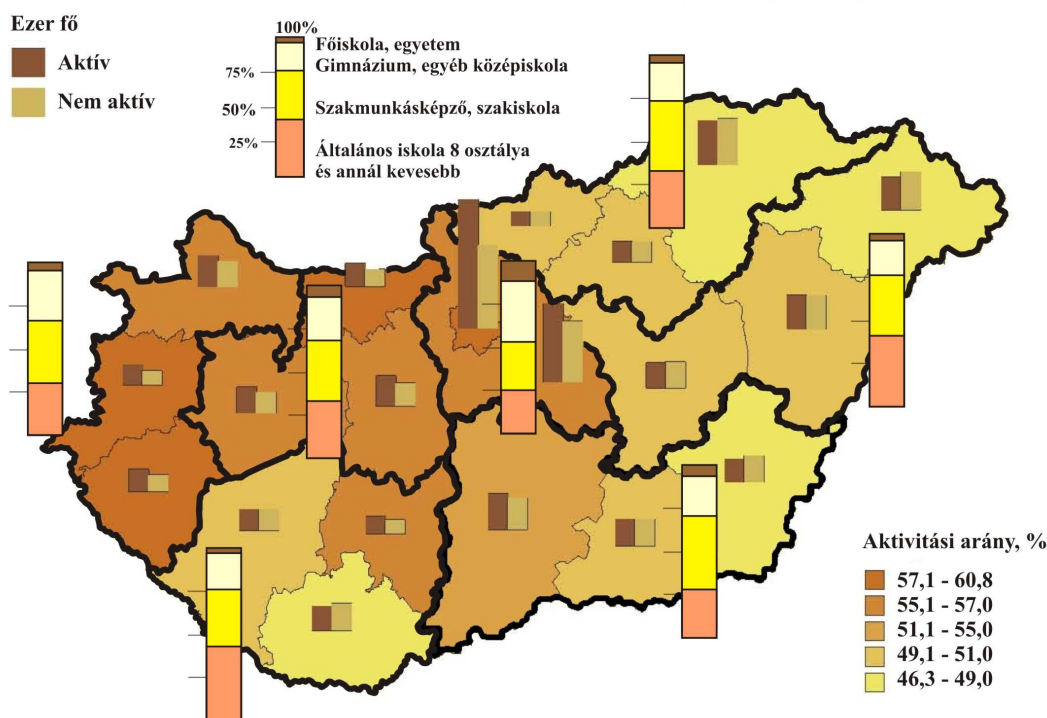 Ezer fő
Aktív
Nem aktív
100%
75%
50%
25%
Főiskola, egyetem
Gimnázium, egyéb középiskola
Szakmunkásképző, szakiskola
Általános iskola 8 osztálya
és annál kevesebb
Aktivitási arány, %
57,1 - 60,8
55,1 - 57,0
51,1 - 55,0
49,1 - 51,0
46,3 - 49,0